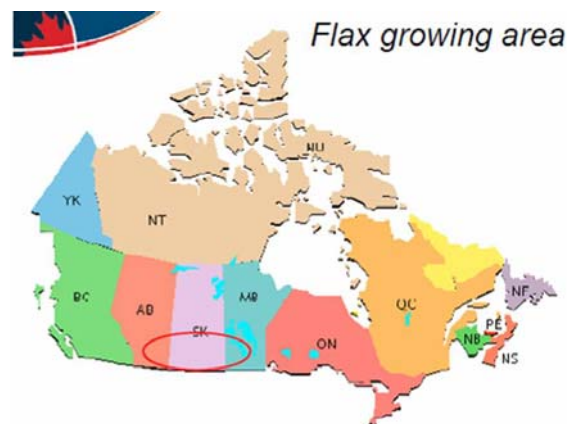 Flax growing area
NU
YK
NT
BC
AB
SK
MB
ON
QC
NF
PE
NB
NS